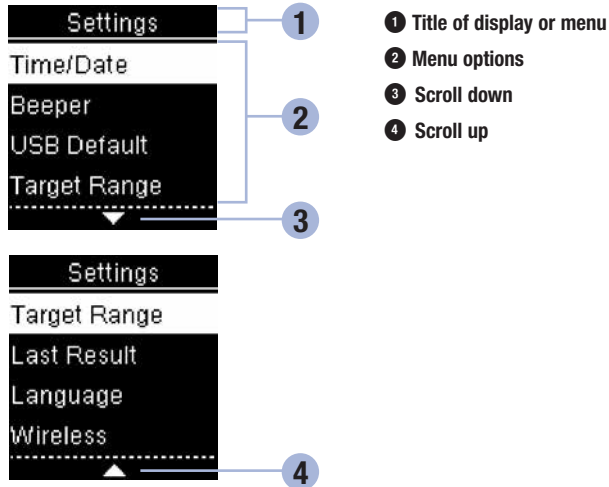 Settings
Time/Date
Beeper
USB Default
Target Range
1
2
3
Settings
Target Range
Last Result
Language
Wireless
4
1 Title of display or menu
2 Menu options
3 Scroll down
4 Scroll up